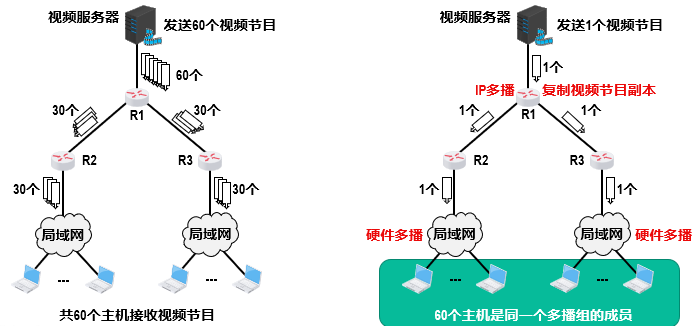 视频服务器
发送60个视频节目
60个
R1
30个
30个
R2
R3
30个
30个
局域网
局域网
...
...
共60个主机接收视频节目
视频服务器
发送1个视频节目
1个
IP多播
复制视频节目副本
R1
1个
1个
R2
R3
1个
1个
硬件多播
局域网
局域网
硬件多播
...
...
60个主机是同一个多播组的成员